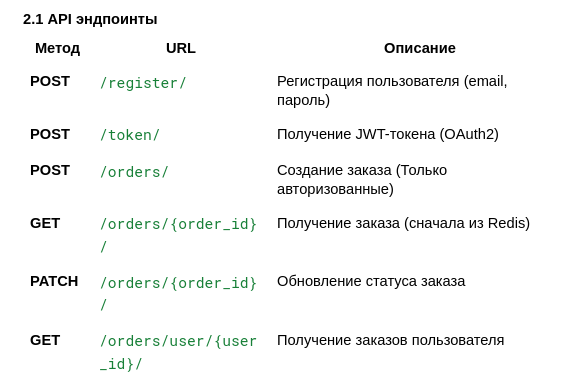 2.1 API эндпоинты
Метод URL Описание
POST /register/ Регистрация пользователя (email,
пароль)
POST /token/ Получение JWT-токена (OAuth2)
POST /orders/ Создание заказа (Только
авторизованные)
GET /orders/{order_id} Получение заказа (сначала из Redis)
/
PATCH /orders/{order_id} Обновление статуса заказа
/
GET /orders/user/{user Получение заказов пользователя
_id}/